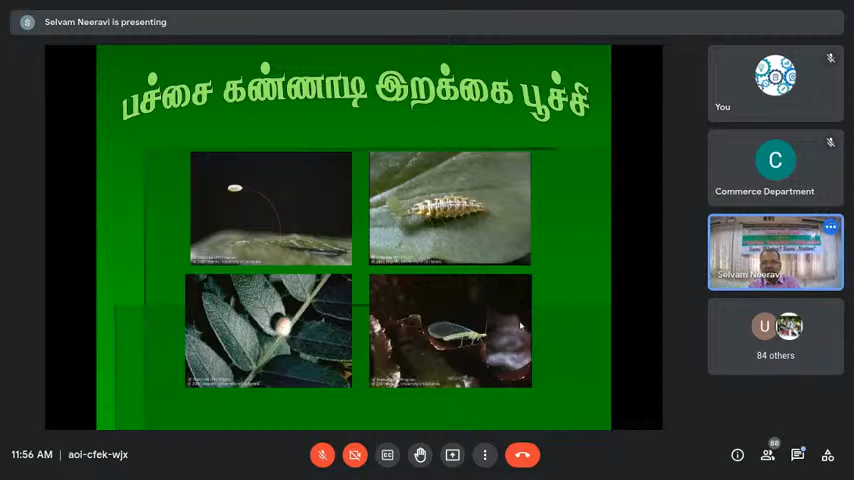 Selvam Neeravi is presenting
S
பச்சை கண்ணாடி இறக்கை பூச்சி
You
C
Commerce Department
Selvam Neeravi
U
84 others
11:56 AM | aoi-cfek-wjx
88